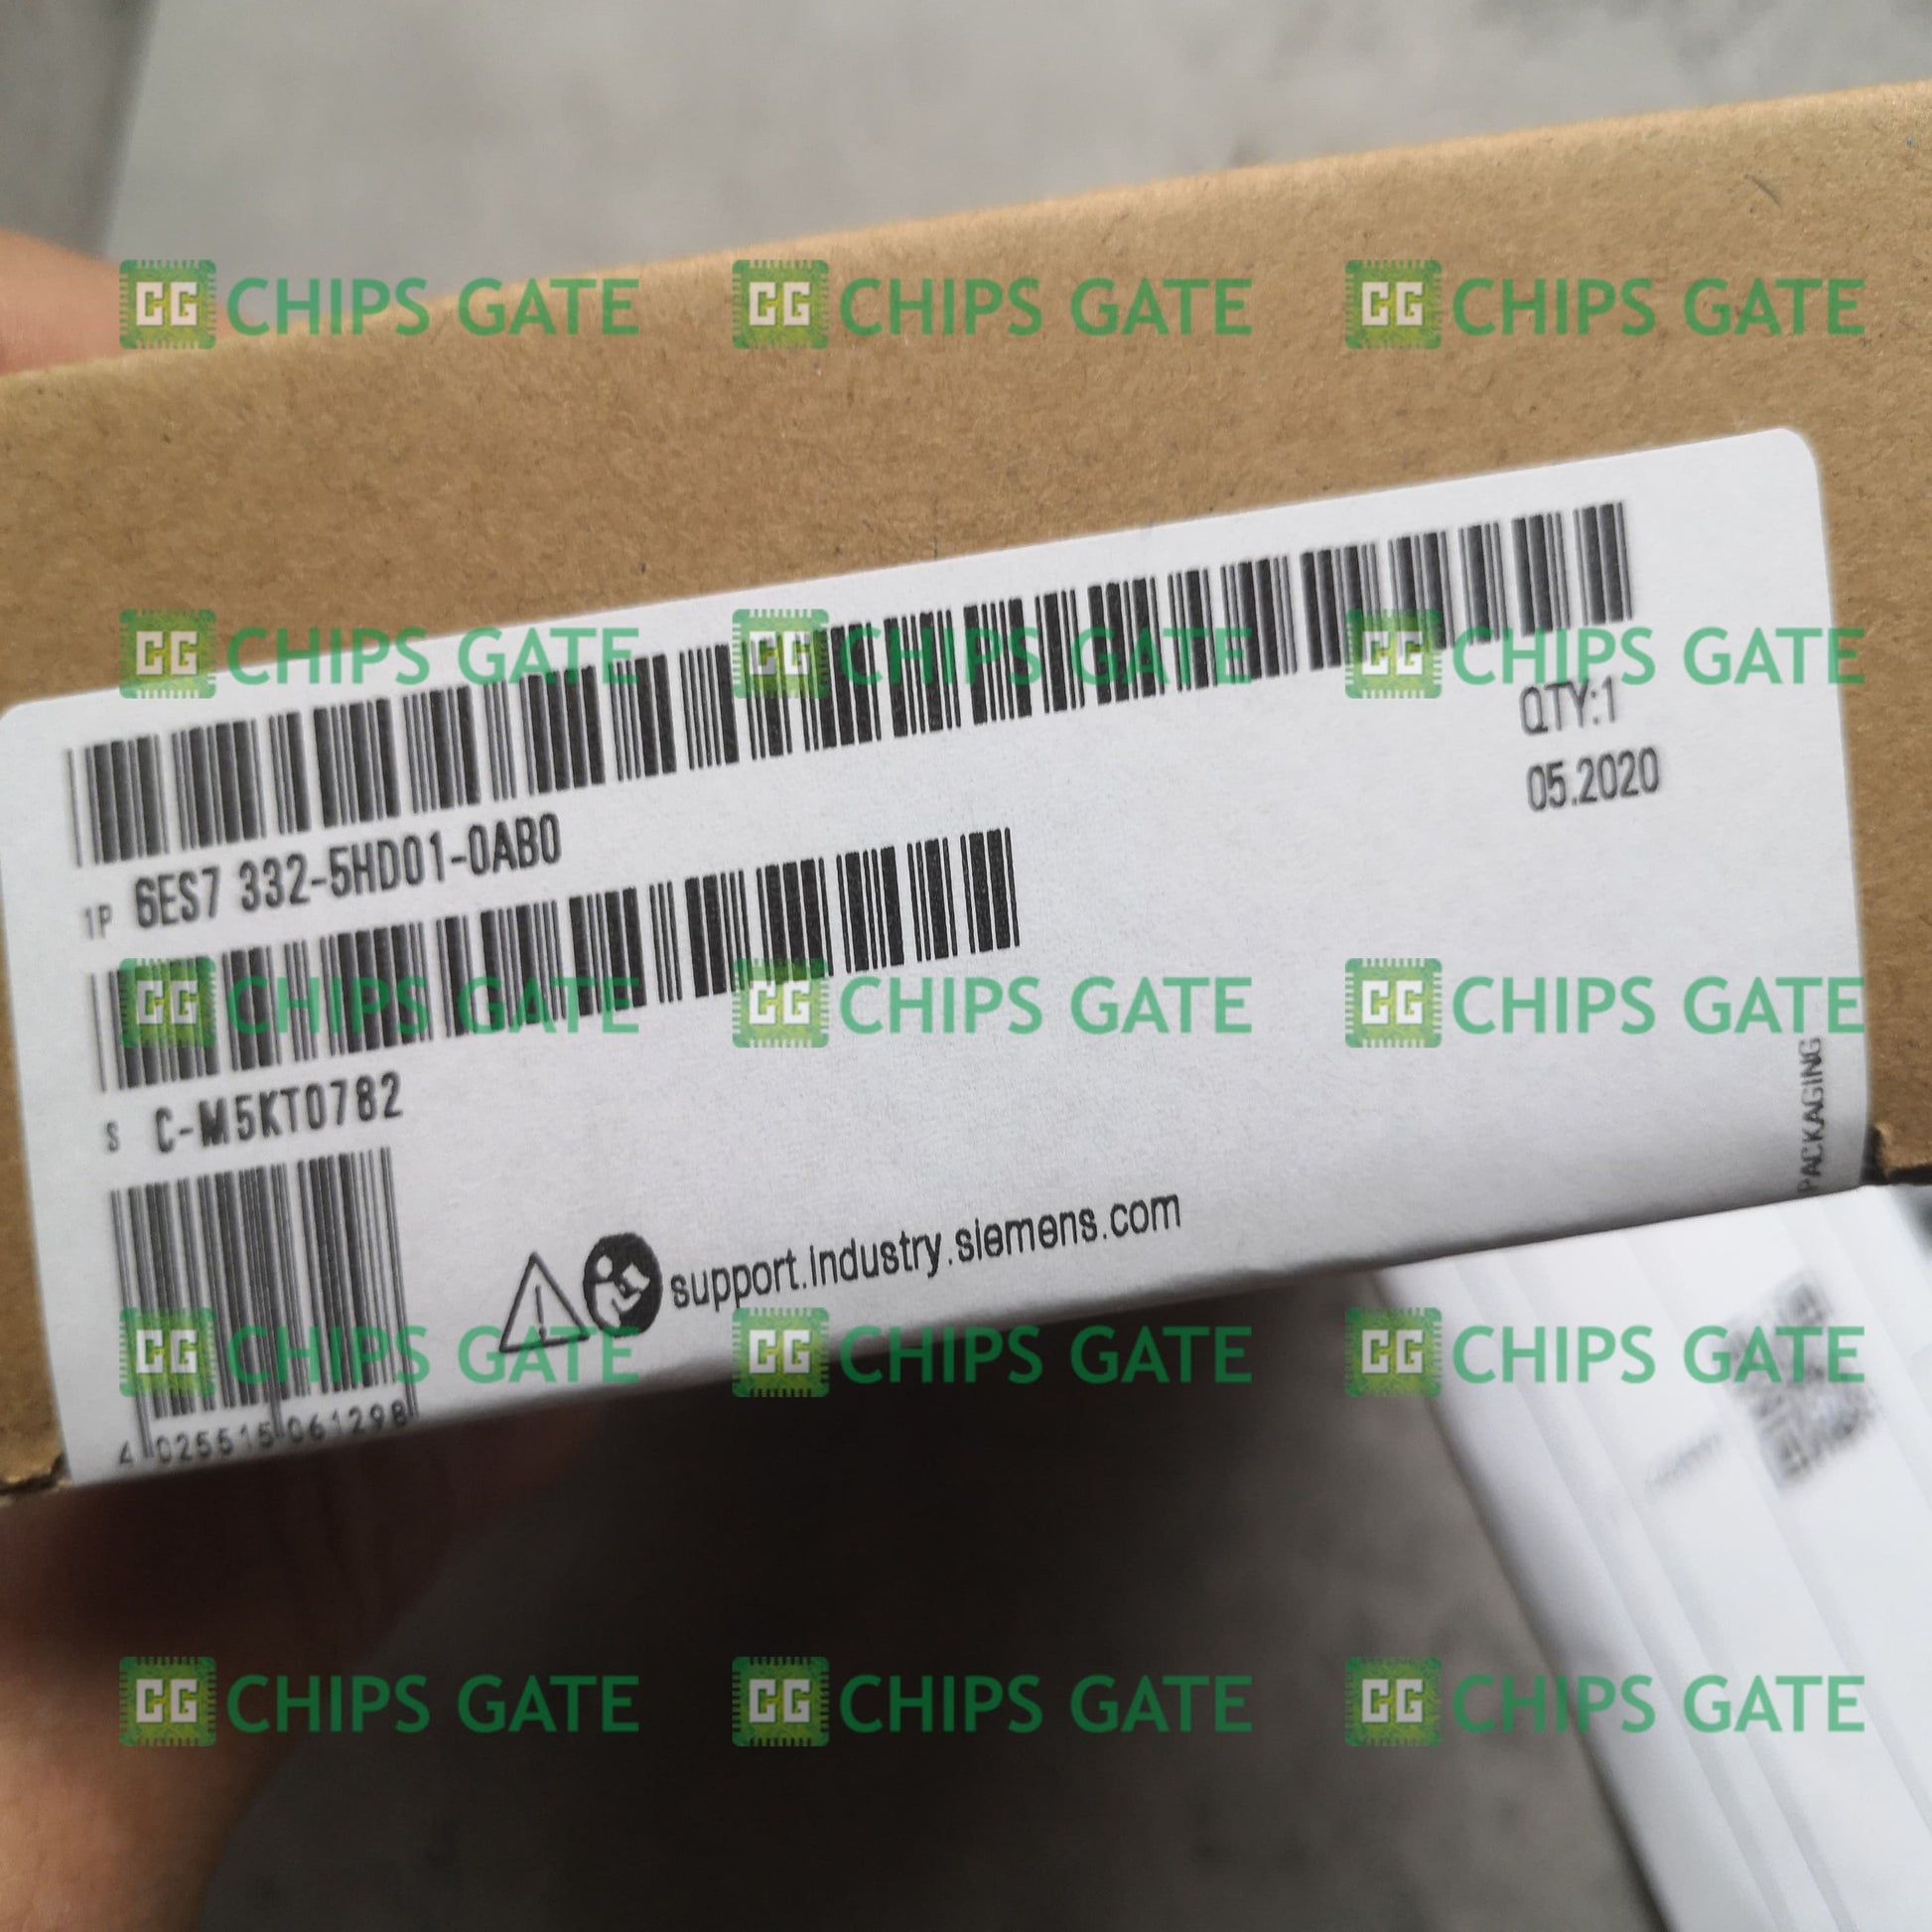 CG CHIPS GATE CG CHIPS GATE CG CHIPS GATE
CG CHIPS GATE CG CHIPS GATE CG CHIPS GATE
QTY:1
05.2020
1P 6ES7 332-5HD01-0AB0
CG CHIPS GATE CG CHIPS GATE CG CHIPS GATE
S C-M5KT0782
PACKAGING
support.industry.siemens.com
CG CHIPS GATE CG CHIPS GATE CG CHIPS GATE
4 025515 061298
CG CHIPS GATE CG CHIPS GATE CG CHIPS GATE